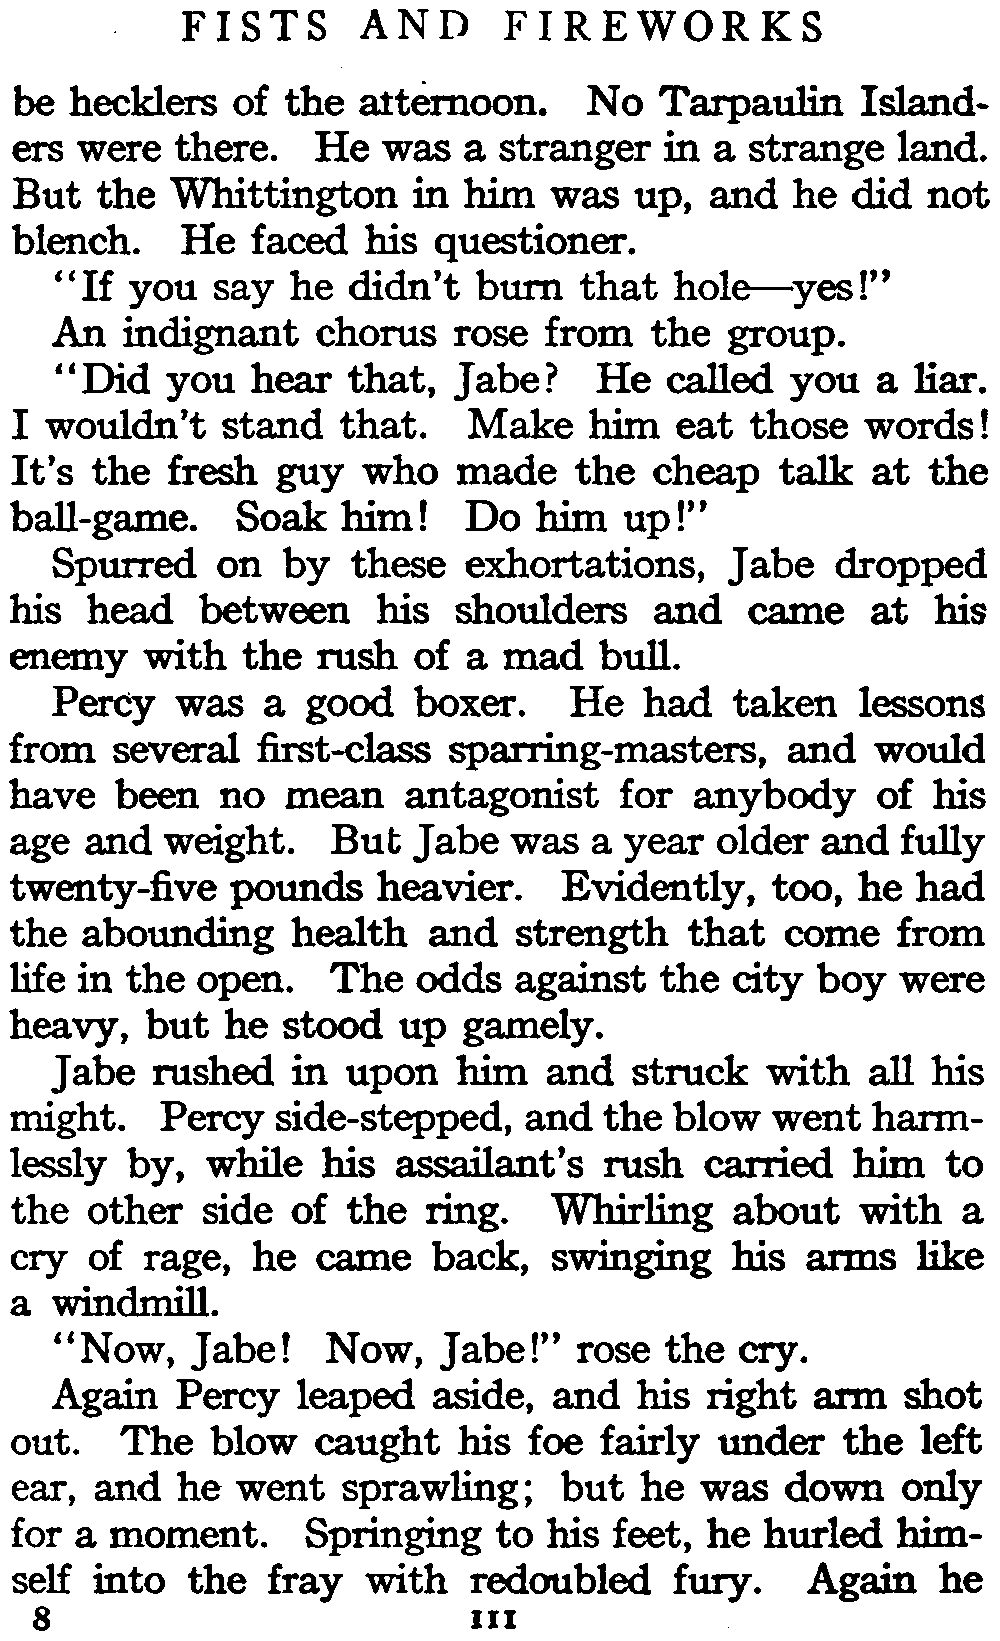 FISTS AND FIREWORKS
be hecklers of the afternoon. No Tarpaulin Island-
ers were there. He was a stranger in a strange land.
But the Whittington in him was up, and he did not
blench. He faced his questioner.
"If you say he didn't burn that hole—yes!"
An indignant chorus rose from the group.
"Did you hear that, Jabe? He called you a liar.
I wouldn't stand that. Make him eat those words!
It's the fresh guy who made the cheap talk at the
ball-game. Soak him! Do him up!"
Spurred on by these exhortations, Jabe dropped
his head between his shoulders and came at his
enemy with the rush of a mad bull.
Percy was a good boxer. He had taken lessons
from several first-class sparring-masters, and would
have been no mean antagonist for anybody of his
age and weight. But Jabe was a year older and fully
twenty-five pounds heavier. Evidently, too, he had
the abounding health and strength that come from
life in the open. The odds against the city boy were
heavy, but he stood up gamely.
Jabe rushed in upon him and struck with all his
might. Percy side-stepped, and the blow went harm-
lessly by, while his assailant's rush carried him to
the other side of the ring. Whirling about with a
cry of rage, he came back, swinging his arms like
a windmill.
"Now, Jabe! Now, Jabe!" rose the cry.
Again Percy leaped aside, and his right arm shot
out. The blow caught his foe fairly under the left
ear, and he went sprawling; but he was down only
for a moment. Springing to his feet, he hurled him-
self into the fray with redoubled fury. Again he
8 111